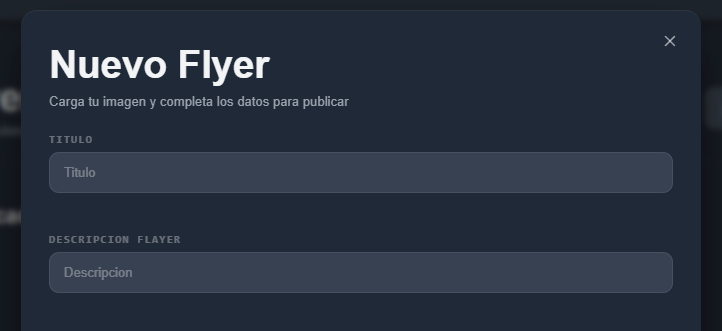 Nuevo Flyer
Carga tu imagen y completa los datos para publicar
TITULO
Titulo
DESCRIPCION FLAYER
Descripcion